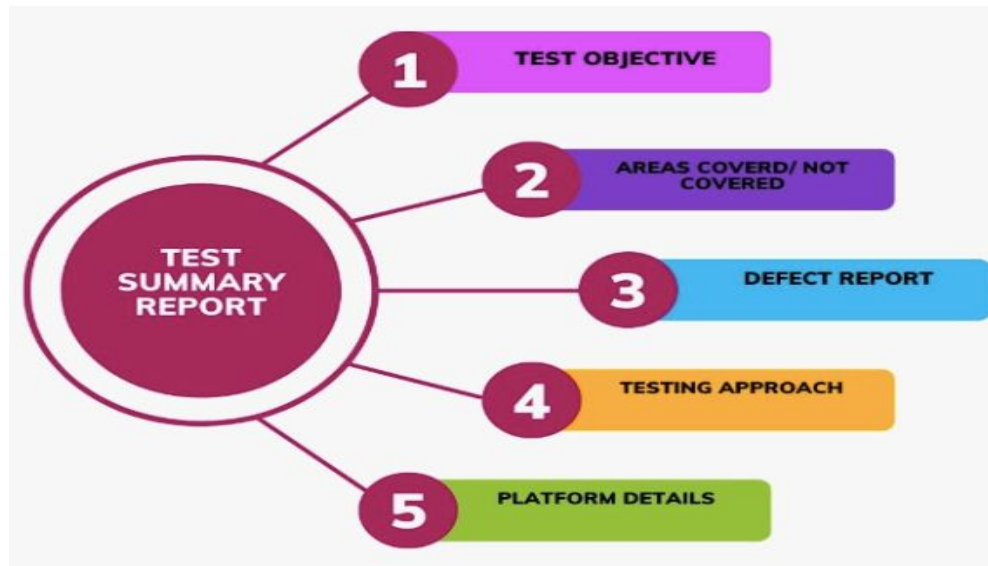 TEST
SUMMARY
REPORT
1
TEST OBJECTIVE
2
AREAS COVERD/ NOT
COVERED
3
DEFECT REPORT
4
TESTING APPROACH
5
PLATFORM DETAILS